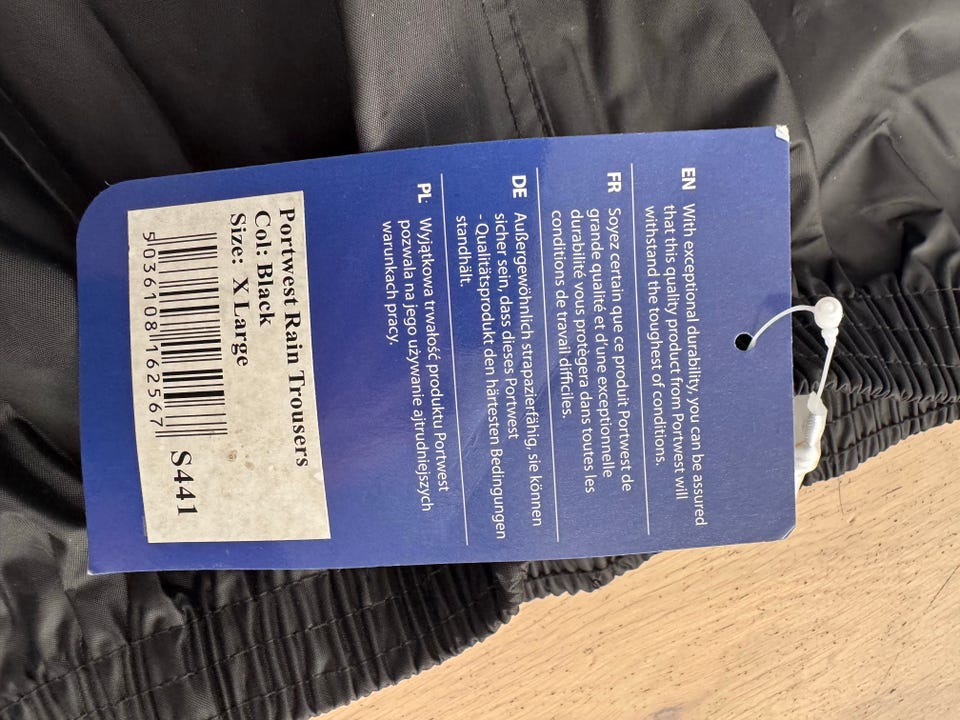 EN With exceptional durability, you can be assured
that this quality product from Portwest will
withstand the toughest of conditions.
FR Soyez certain que ce produit Portwest de
grande qualité et d'une exceptionnelle
durabilité vous protègera dans toutes les
conditions de travail difficiles.
DE Außergewöhnlich strapazierfähig, sie können
sicher sein, dass dieses Portwest
- Qualitätsprodukt den hättesten Bedingungen
standhält.
PL Wyjątkowa trwałość produktu Portwest
pozwala na jego używanie ajtrudniejszych
warunkach pracy.
Portwest Rain Trousers
Col: Black
Size: X Large
5036108162567
S441